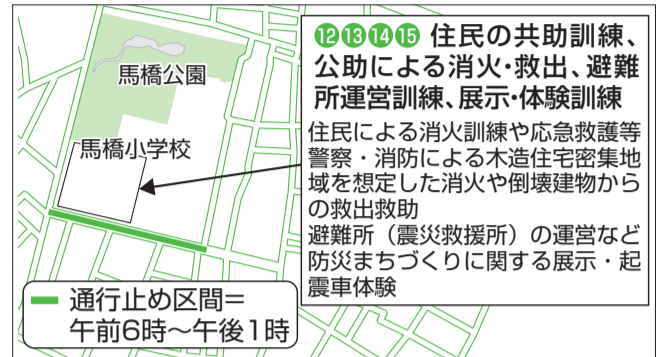 ⑫⑬⑭⑮ 住民の共助訓練、
公助による消火・救出、避難
所運営訓練、展示・体験訓練
住民による消火訓練や応急救護等
警察・消防による木造住宅密集地
域を想定した消火や倒壊建物から
の救出救助
避難所（震災救援所）の運営など
防災まちづくりに関する展示・起
震車体験
馬橋公園
馬橋小学校
通行止め区間＝
午前6時～午後1時